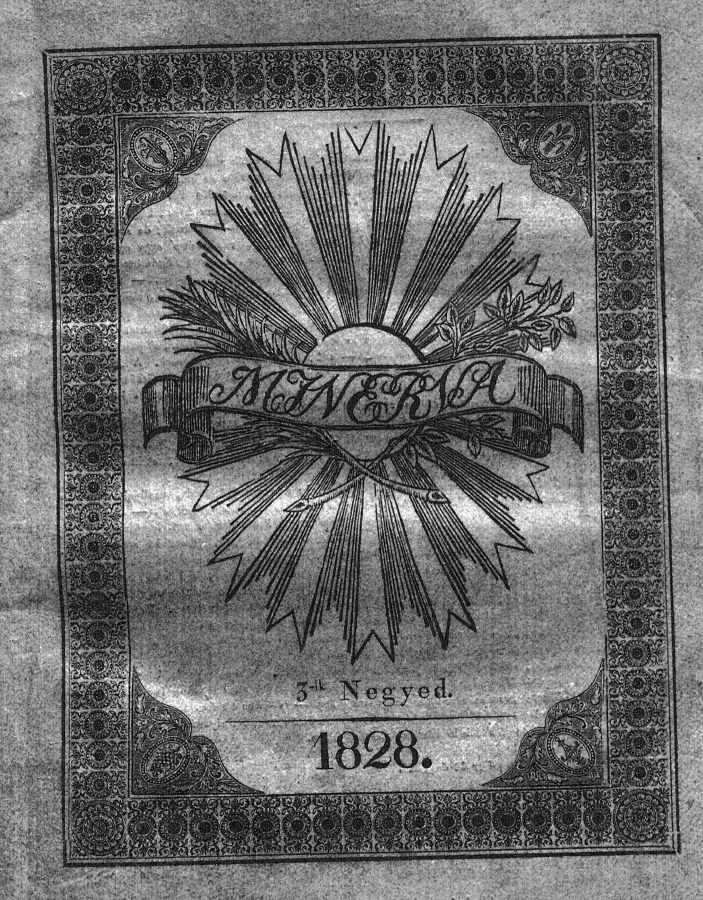 MINERVA
3-ik Negyed.
1828.